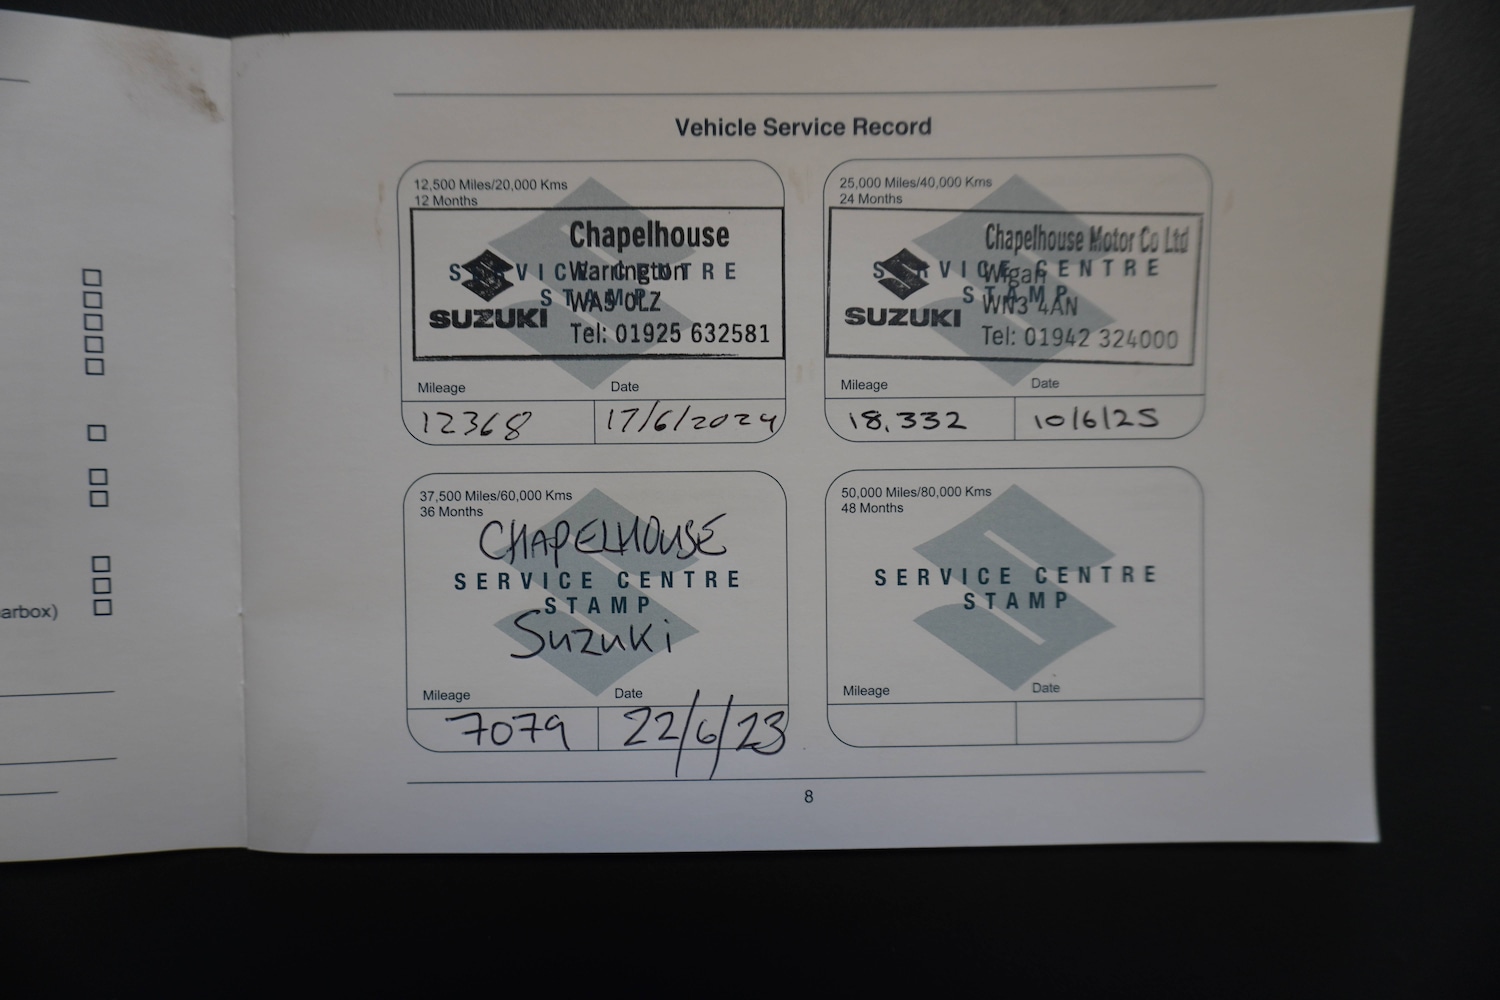 arbox)
Vehicle Service Record
12,500 Miles/20,000 Kms
12 Months
SERVICE CENTRE
STAMP
Chapelhouse
Warrington
WA5 0LZ
Tel: 01925 632581
SUZUKI
Mileage
Date
12368
17/6/2024
25,000 Miles/40,000 Kms
24 Months
SERVICE CENTRE
STAMP
Chapelhouse Motor Co Ltd
Wigan
WN3 4AN
Tel: 01942 324000
SUZUKI
Mileage
Date
18,332
10/6/25
37,500 Miles/60,000 Kms
36 Months
CHAPELHOUSE
SERVICE CENTRE
STAMP
Suzuki
Mileage
Date
7079
22/6/23
50,000 Miles/80,000 Kms
48 Months
SERVICE CENTRE
STAMP
Mileage
Date
8